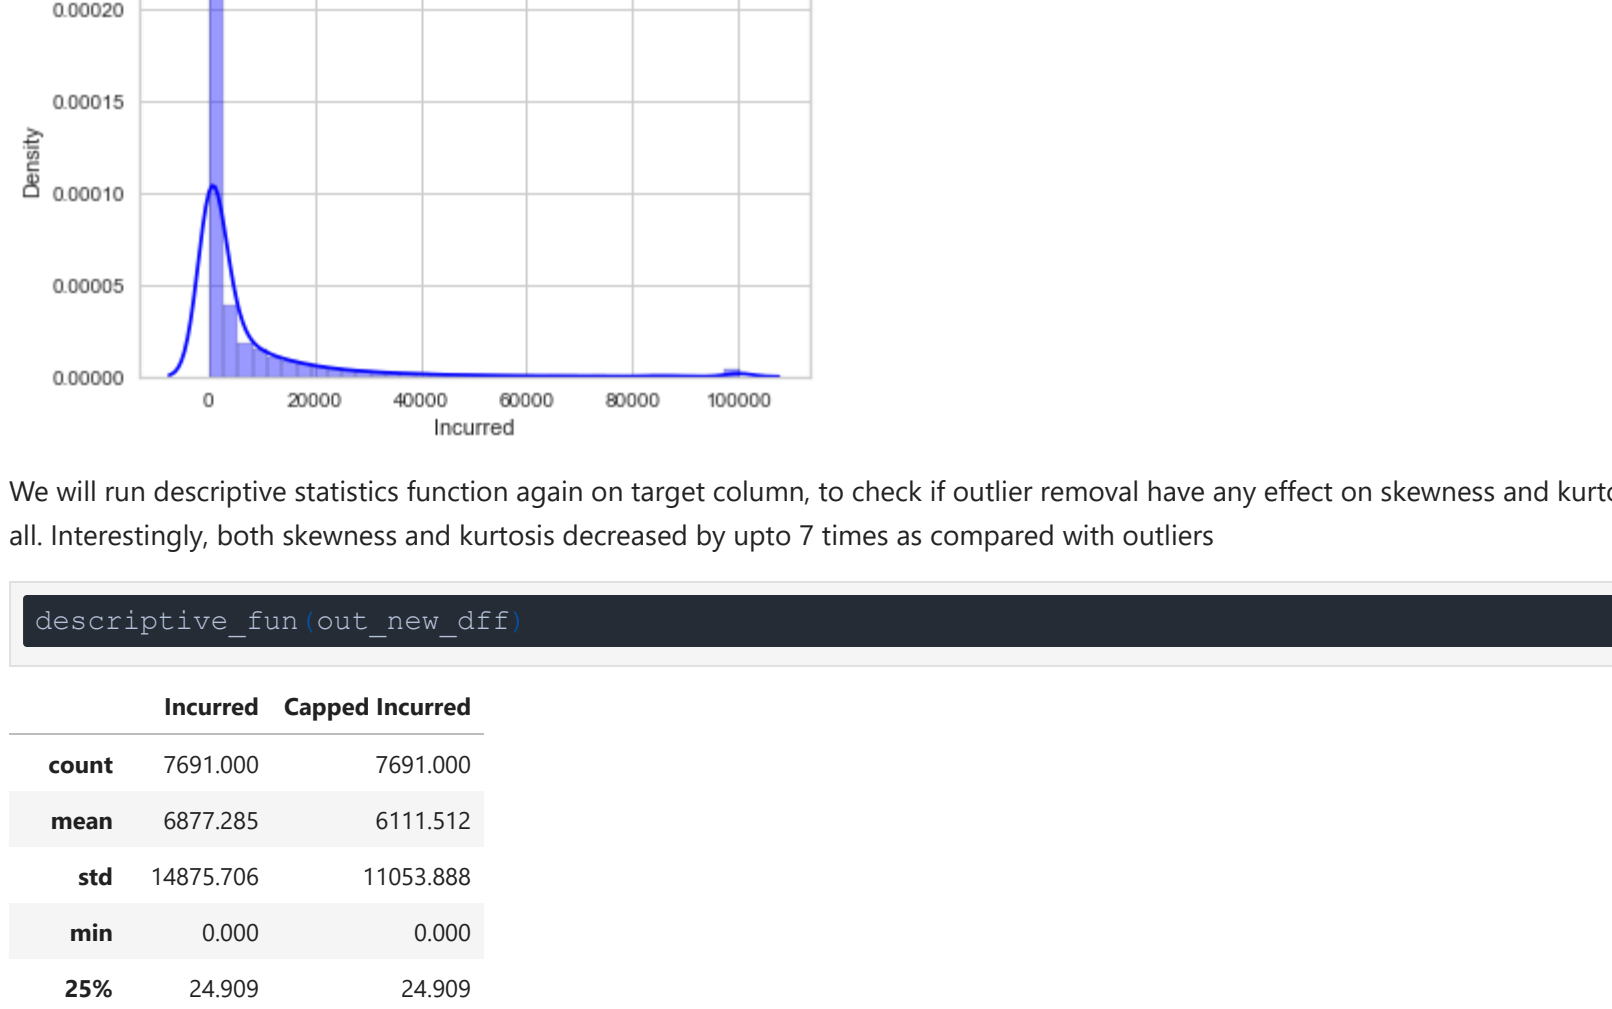 0.00020
0.00015
0.00010
0.00005
0.00000
Density
0 20000 40000 60000 80000 100000
Incurred
We will run descriptive statistics function again on target column, to check if outlier removal have any effect on skewness and
all. Interestingly, both skewness and kurtosis decreased by upto 7 times as compared with outliers
descriptive_fun(out_new_dff)
Incurred Capped Incurred
count 7691.000 7691.000
mean 6877.285 6111.512
std 14875.706 11053.888
min 0.000 0.000
25% 24.909 24.909